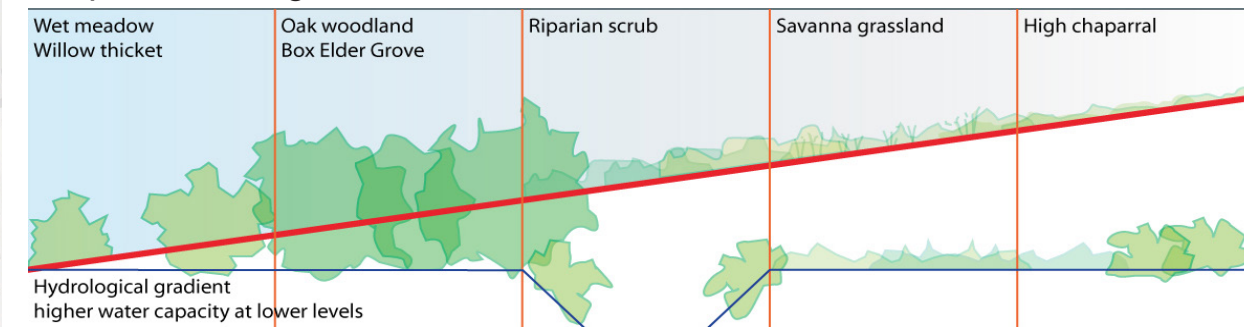 Wet meadow
Willow thicket
Oak woodland
Box Elder Grove
Riparian scrub
Savanna grassland
High chaparral
Hydrological gradient
higher water capacity at lower levels